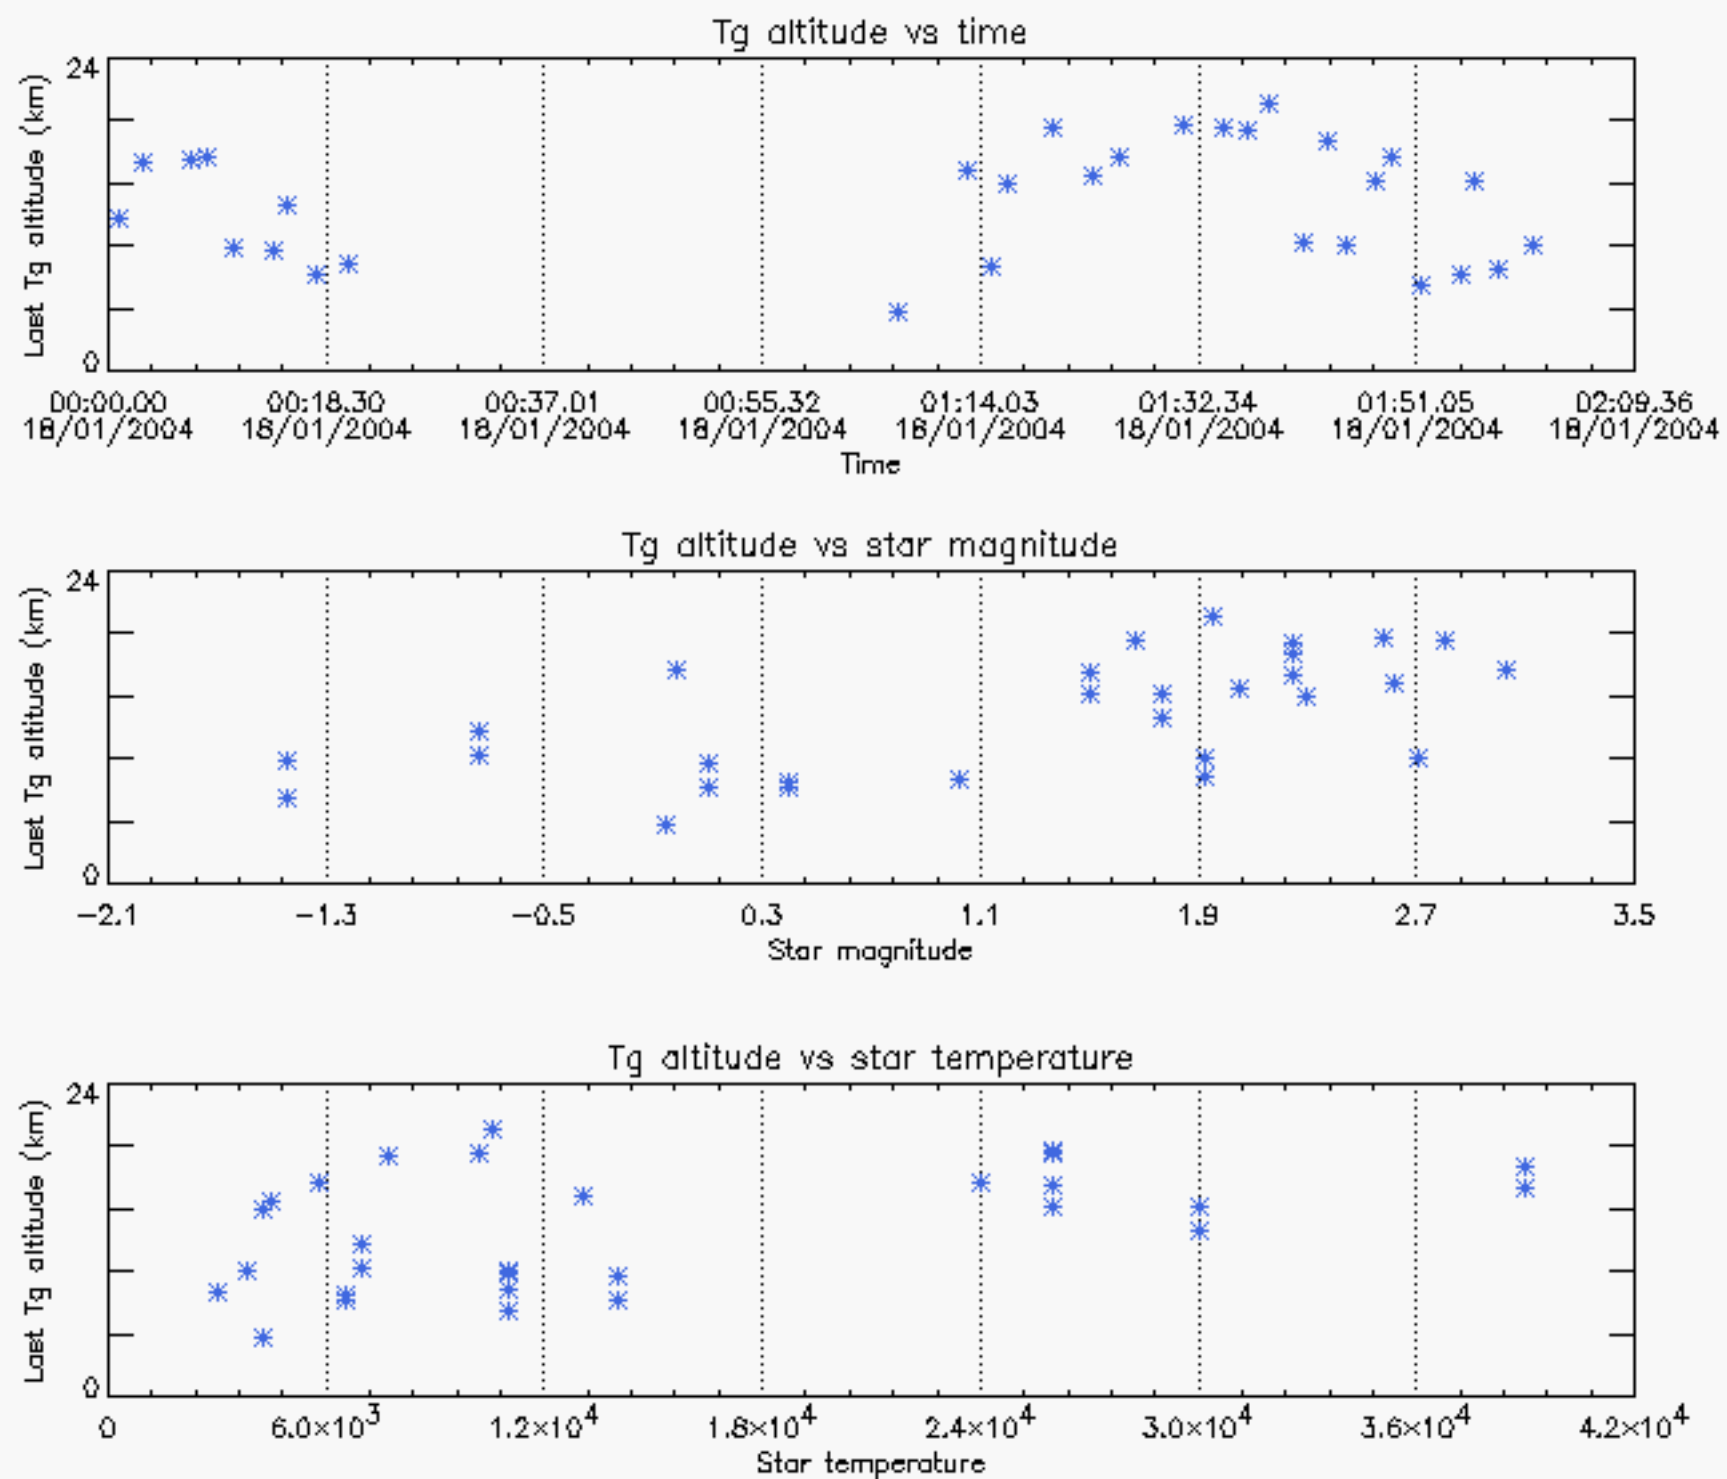 Tg altitude vs time
Last Tg altitude (km)
24
0
00:00.00 00:18.30 00:37.01 00:55.32 01:14.03 01:32.34 01:51.05 02:09.36
18/01/2004 18/01/2004 18/01/2004 18/01/2004 18/01/2004 18/01/2004 18/01/2004 18/01/2004
Time
Tg altitude vs star magnitude
Last Tg altitude (km)
24
0
−2.1 −1.3 −0.5 0.3 1.1 1.9 2.7 3.5
Star magnitude
Tg altitude vs star temperature
Last Tg altitude (km)
24
0
0 6.0×10³ 1.2×10⁴ 1.8×10⁴ 2.4×10⁴ 3.0×10⁴ 3.6×10⁴ 4.2×10⁴
Star temperature